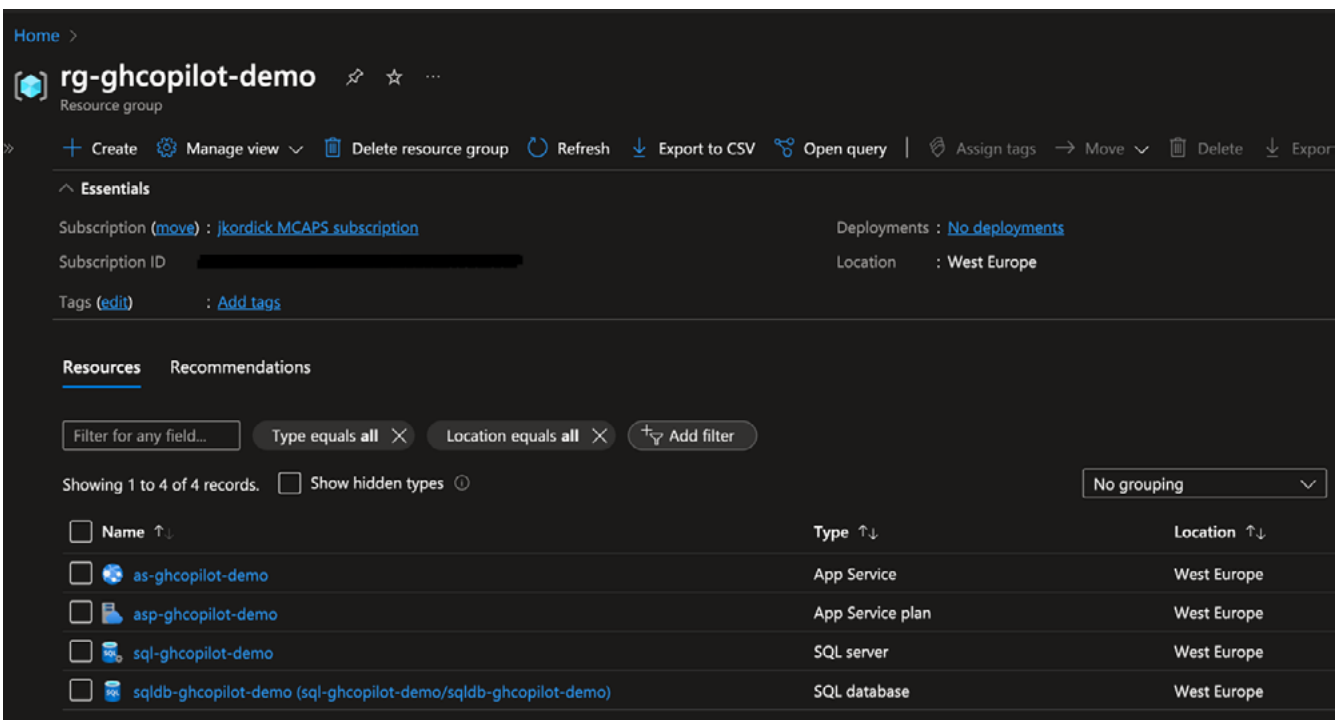 Home >
rg-ghcopilot-demo ...
Resource group
» + Create Manage view Delete resource group Refresh Export to CSV Open query | Assign tags Move Delete Expor
Essentials
Subscription (move) : jkordick MCAPS subscription Deployments : No deployments
Subscription ID Location : West Europe
Tags (edit) : Add tags
Resources Recommendations
Filter for any field... Type equals all × Location equals all × Add filter
Showing 1 to 4 of 4 records. Show hidden types No grouping
Name ↑↓ Type ↑↓ Location ↑↓
as-ghcopilot-demo App Service West Europe
asp-ghcopilot-demo App Service plan West Europe
SQL sql-ghcopilot-demo SQL server West Europe
SQL sqldb-ghcopilot-demo (sql-ghcopilot-demo/sqldb-ghcopilot-demo) SQL database West Europe